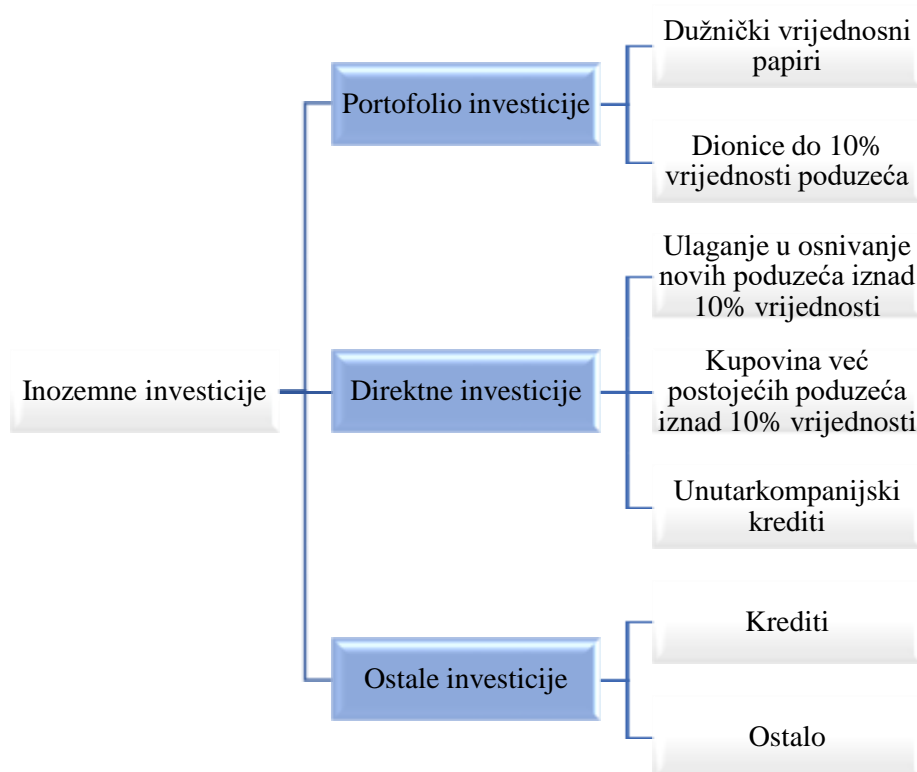 Dužnički vrijednosni
papiri
Portofolio investicije
Dionice do 10%
vrijednosti poduzeća
Ulaganje u osnivanje
novih poduzeća iznad
10% vrijednosti
Inozemne investicije
Direktne investicije
Kupovina već
postojećih poduzeća
iznad 10% vrijednosti
Unutarkompanijski
krediti
Krediti
Ostale investicije
Ostalo